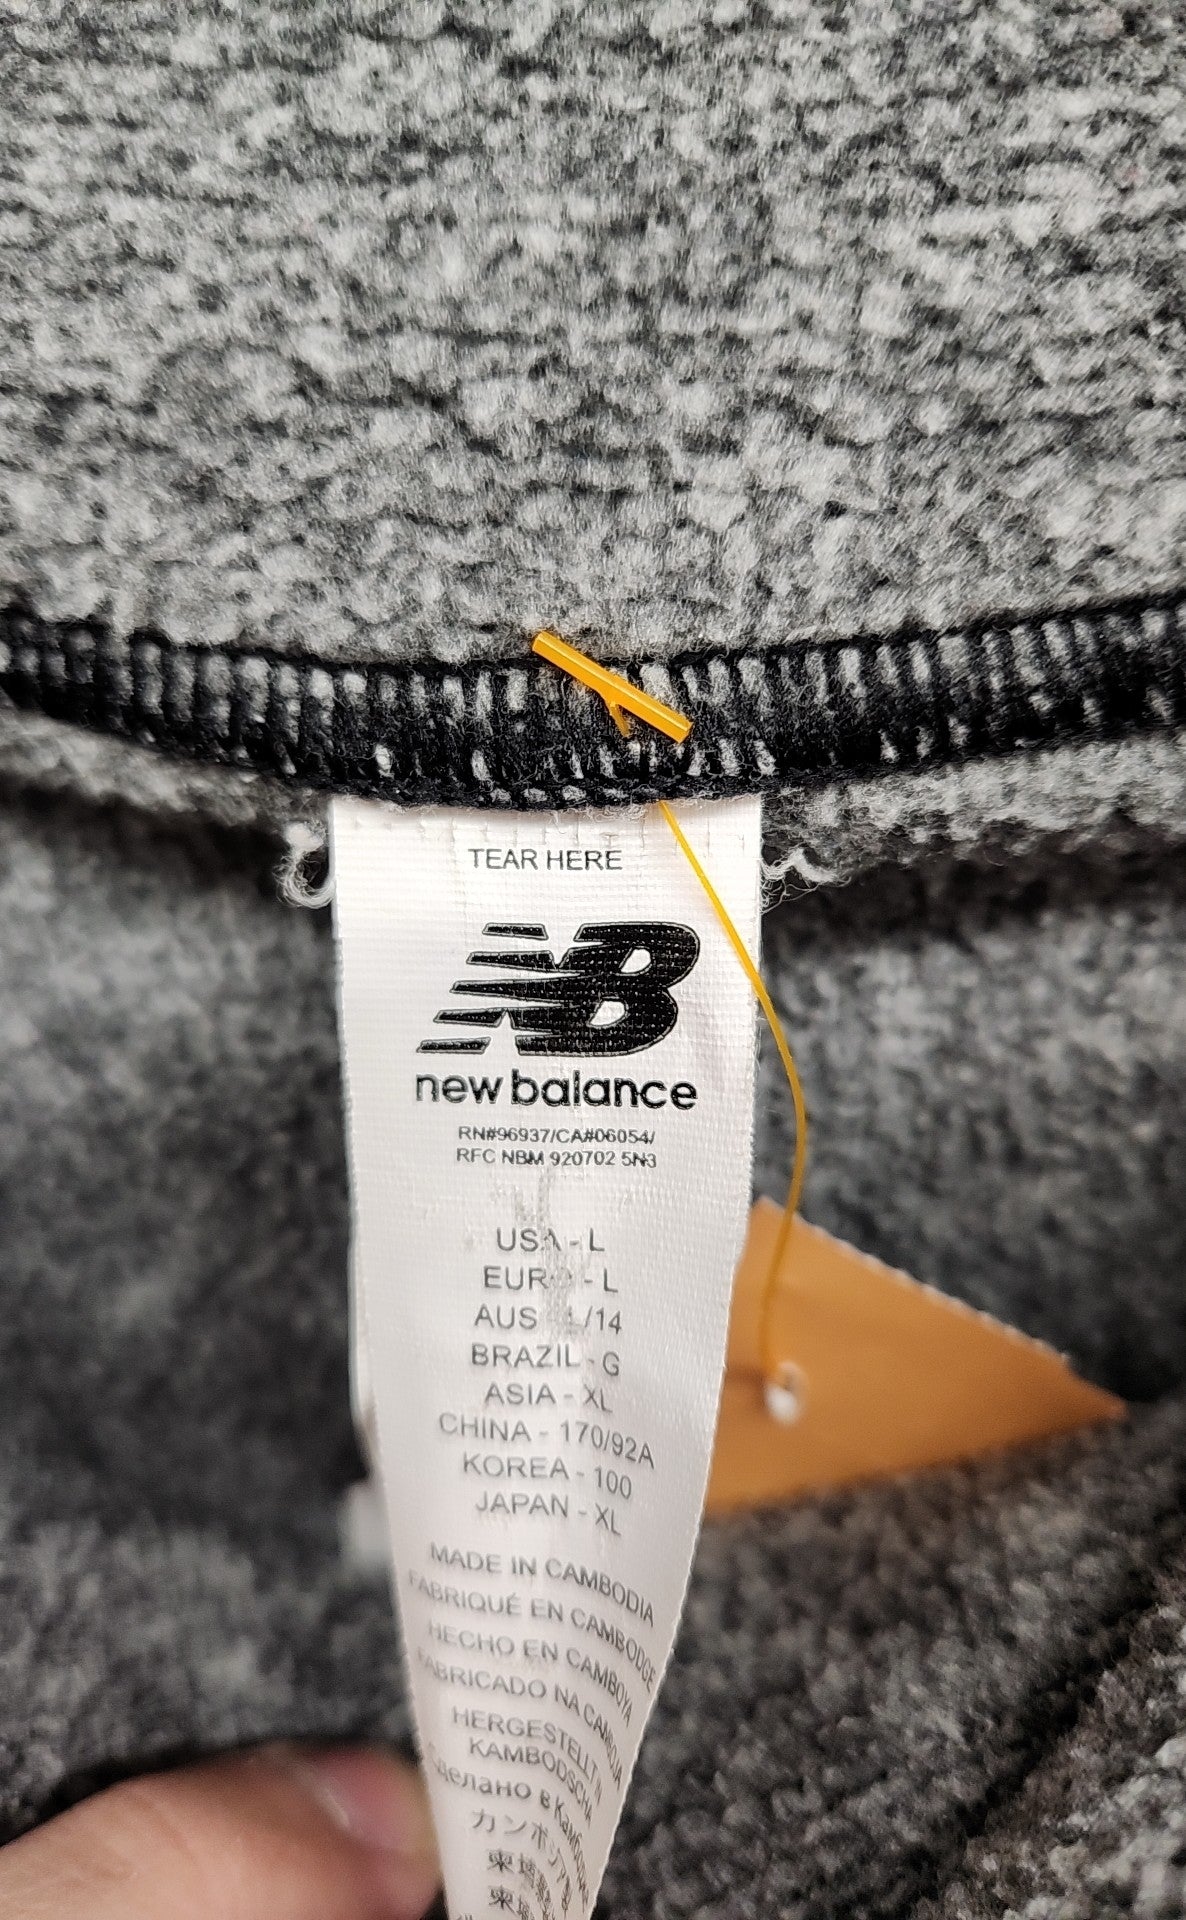 TEAR HERE
NB
new balance
RN#96937/CA#06054/
RFC NBM 920702 5N3
USA - L
EURO - L
AUS - L/14
BRAZIL - G
ASIA - XL
CHINA - 170/92A
KOREA - 100
JAPAN - XL
MADE IN CAMBODIA
FABRIQUÉ EN CAMBODGE
HECHO EN CAMBOYA
FABRICADO NA CAMBOJA
HERGESTELLT IN
KAMBODSCHA
Сделано в
カンボジア